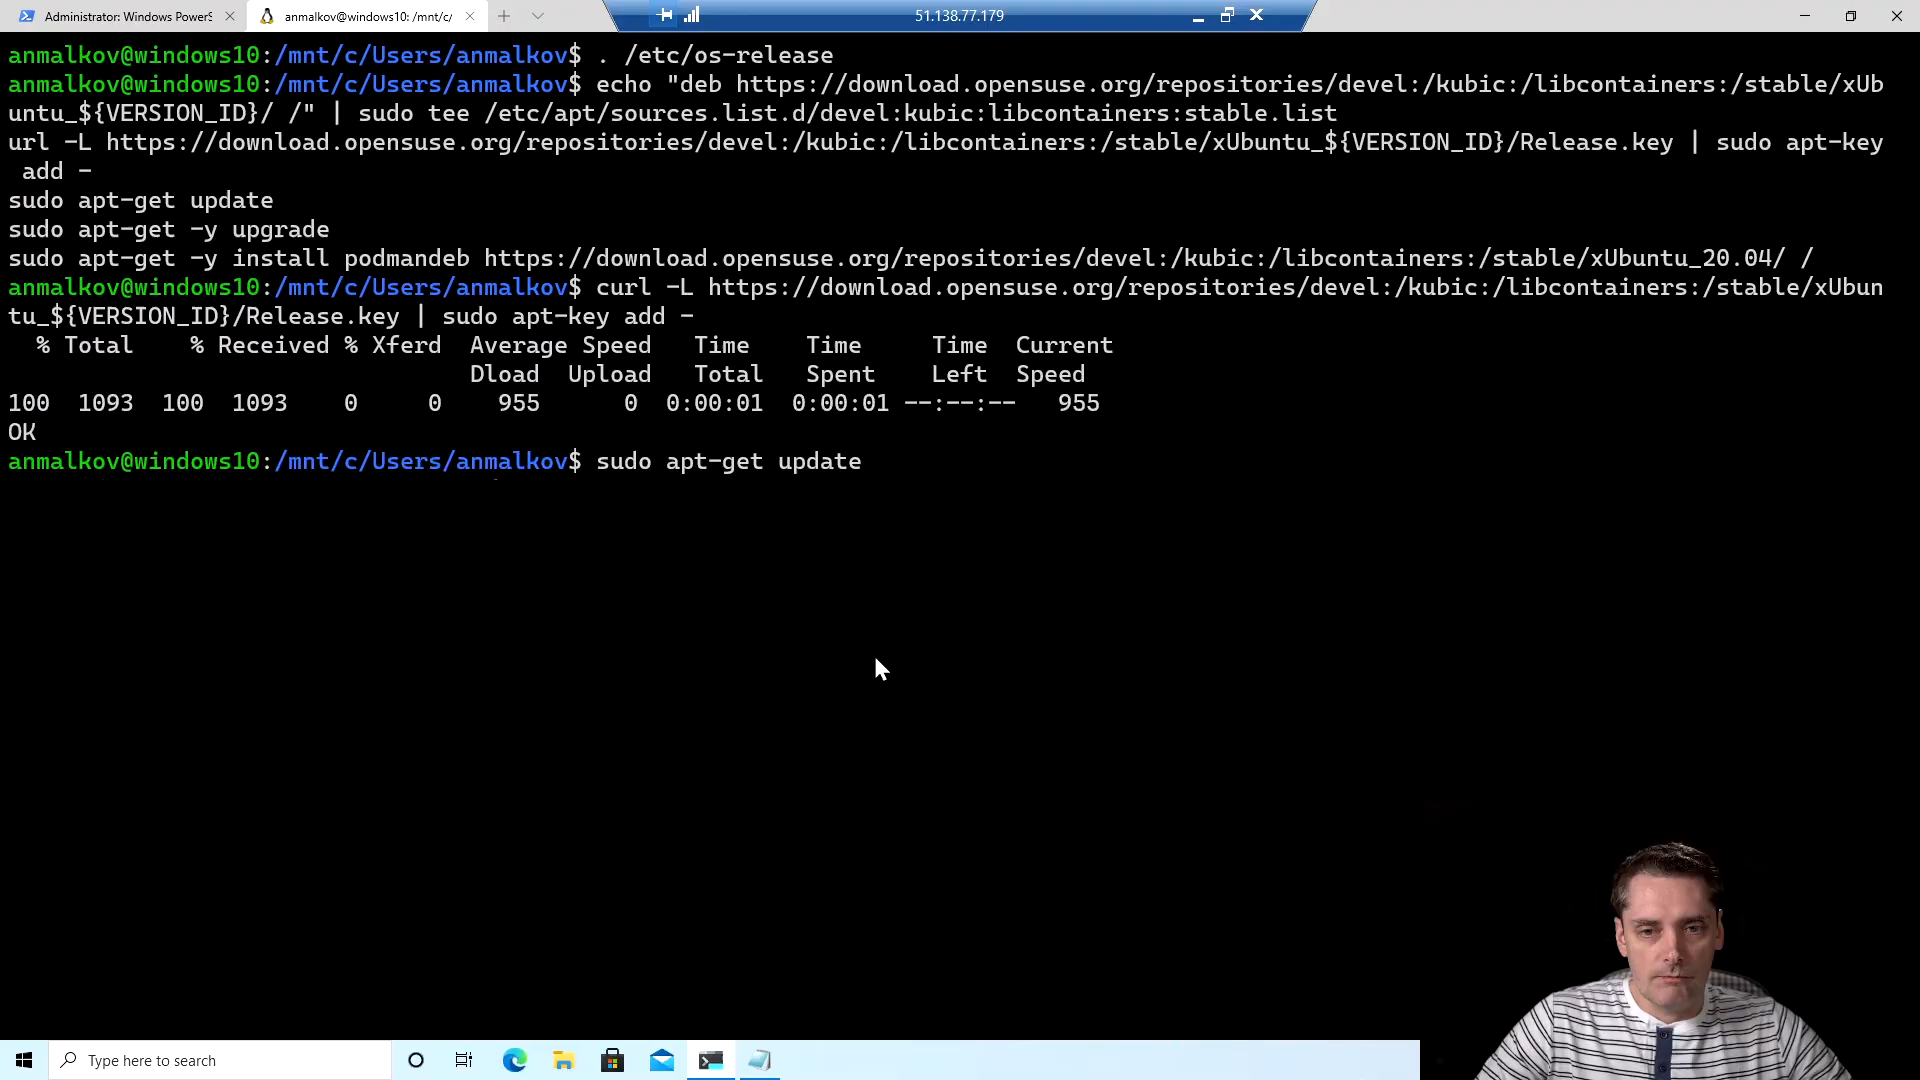 Administrator: Windows PowerS
anmalkov@windows10: /mnt/c/
51.138.77.179
anmalkov@windows10:/mnt/c/Users/anmalkov$ . /etc/os-release
anmalkov@windows10:/mnt/c/Users/anmalkov$ echo "deb https://download.opensuse.org/repositories/devel:/kubic:/libcontainers:/stable/xUb
untu_${VERSION_ID}/ /" | sudo tee /etc/apt/sources.list.d/devel:kubic:libcontainers:stable.list
url -L https://download.opensuse.org/repositories/devel:/kubic:/libcontainers:/stable/xUbuntu_${VERSION_ID}/Release.key | sudo apt-key
add -
sudo apt-get update
sudo apt-get -y upgrade
sudo apt-get -y install podmandeb https://download.opensuse.org/repositories/devel:/kubic:/libcontainers:/stable/xUbuntu_20.04/ /
anmalkov@windows10:/mnt/c/Users/anmalkov$ curl -L https://download.opensuse.org/repositories/devel:/kubic:/libcontainers:/stable/xUbun
tu_${VERSION_ID}/Release.key | sudo apt-key add -
% Total % Received % Xferd Average Speed Time Time Time Current
Dload Upload Total Spent Left Speed
100 1093 100 1093 0 0 955 0 0:00:01 0:00:01 --:--:-- 955
OK
anmalkov@windows10:/mnt/c/Users/anmalkov$ sudo apt-get update
Type here to search